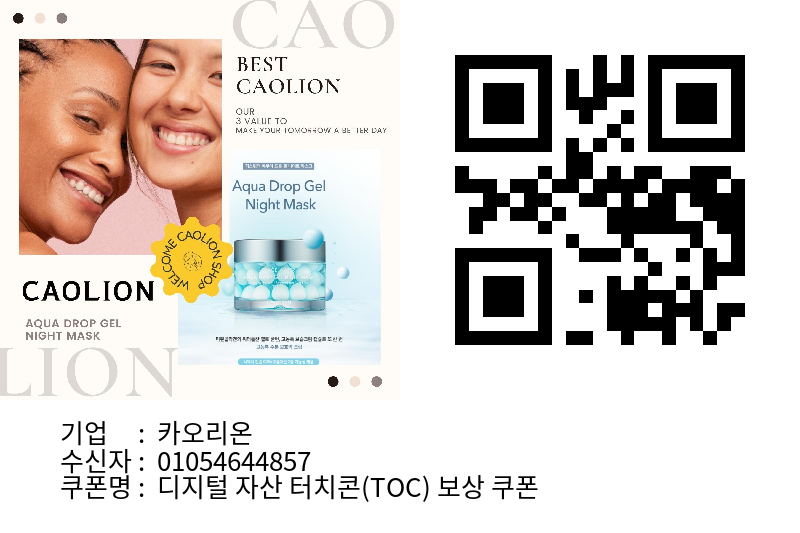 CAO
BEST
CAOLION
OUR
3 VALUE TO
MAKE YOUR TOMORROW A BETTER DAY
Aqua Drop Gel
Night Mask
WELCOME CAOLION SHOP
CAOLION
AQUA DROP GEL
NIGHT MASK
LION
기업 : 카오리온
수신자 : 01054644857
쿠폰명 : 디지털 자산 터치콘(TOC) 보상 쿠폰